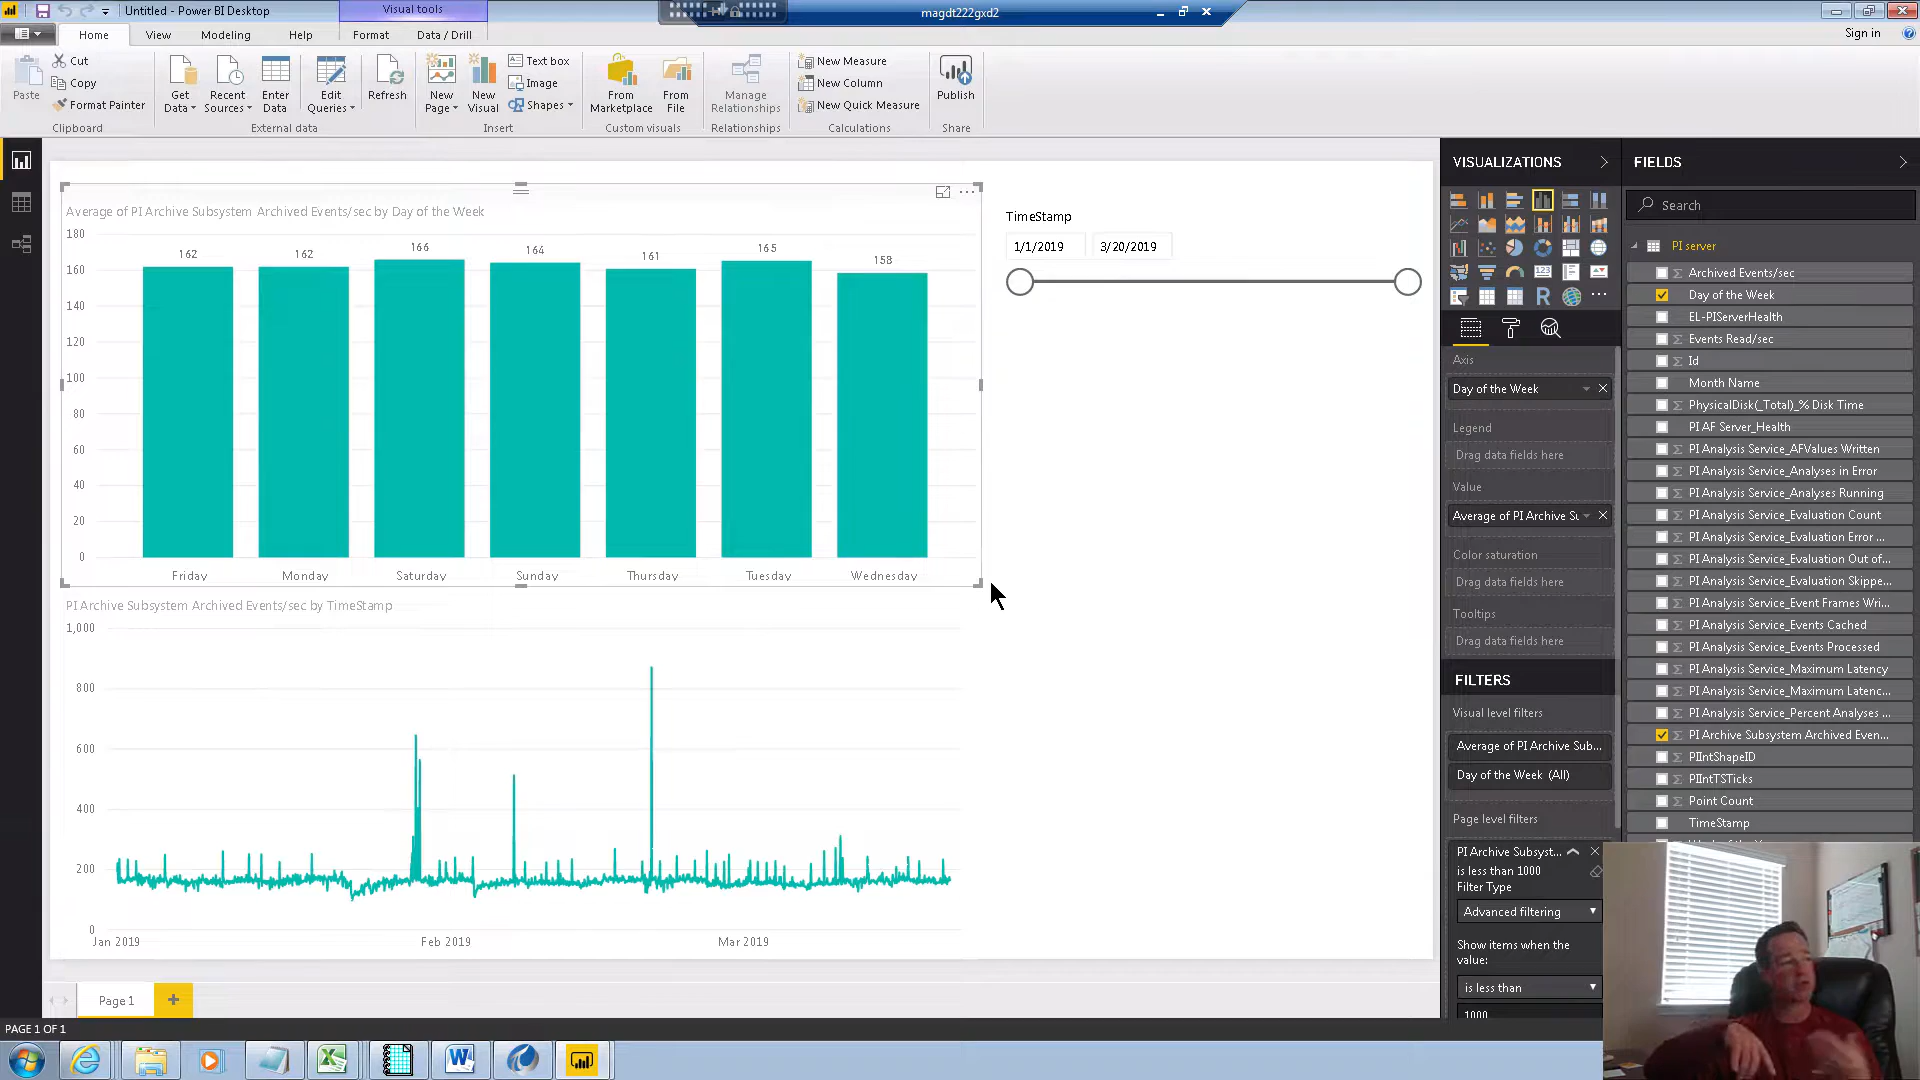 Untitled - Power BI Desktop
Visual tools
magdt222gxd2
Home
View
Modeling
Help
Format
Data / Drill
Sign in
Paste
Cut
Copy
Format Painter
Clipboard
Get Data
Recent Sources
Enter Data
Edit Queries
Refresh
External data
New Page
New Visual
Text box
Image
Shapes
Insert
From Marketplace
From File
Custom visuals
Manage Relationships
Relationships
New Measure
New Column
New Quick Measure
Calculations
Publish
Share
Average of PI Archive Subsystem Archived Events/sec by Day of the Week
180
160
140
120
100
80
60
40
20
0
162
162
166
164
161
165
158
Friday
Monday
Saturday
Sunday
Thursday
Tuesday
Wednesday
PI Archive Subsystem Archived Events/sec by TimeStamp
1,000
800
600
400
200
0
Jan 2019
Feb 2019
Mar 2019
TimeStamp
1/1/2019
3/20/2019
VISUALIZATIONS
Axis
Day of the Week
Legend
Drag data fields here
Value
Average of PI Archive Su
Color saturation
Drag data fields here
Tooltips
Drag data fields here
FILTERS
Visual level filters
Average of PI Archive Sub...
Day of the Week (All)
Page level filters
PI Archive Subsyst...
is less than 1000
Filter Type
Advanced filtering
Show items when the
value:
is less than
1000
FIELDS
Search
PI server
Archived Events/sec
Day of the Week
EL-PIServerHealth
Events Read/sec
Id
Month Name
PhysicalDisk(_Total)_% Disk Time
PI AF Server_Health
PI Analysis Service_AFValues Written
PI Analysis Service_Analyses in Error
PI Analysis Service_Analyses Running
PI Analysis Service_Evaluation Count
PI Analysis Service_Evaluation Error ...
PI Analysis Service_Evaluation Out of...
PI Analysis Service_Evaluation Skippe...
PI Analysis Service_Event Frames Wri...
PI Analysis Service_Events Cached
PI Analysis Service_Events Processed
PI Analysis Service_Maximum Latency
PI Analysis Service_Maximum Latenc...
PI Analysis Service_Percent Analyses ...
PI Archive Subsystem Archived Even...
PIIntShapeID
PIIntTSTicks
Point Count
TimeStamp
Page 1
PAGE 1 OF 1